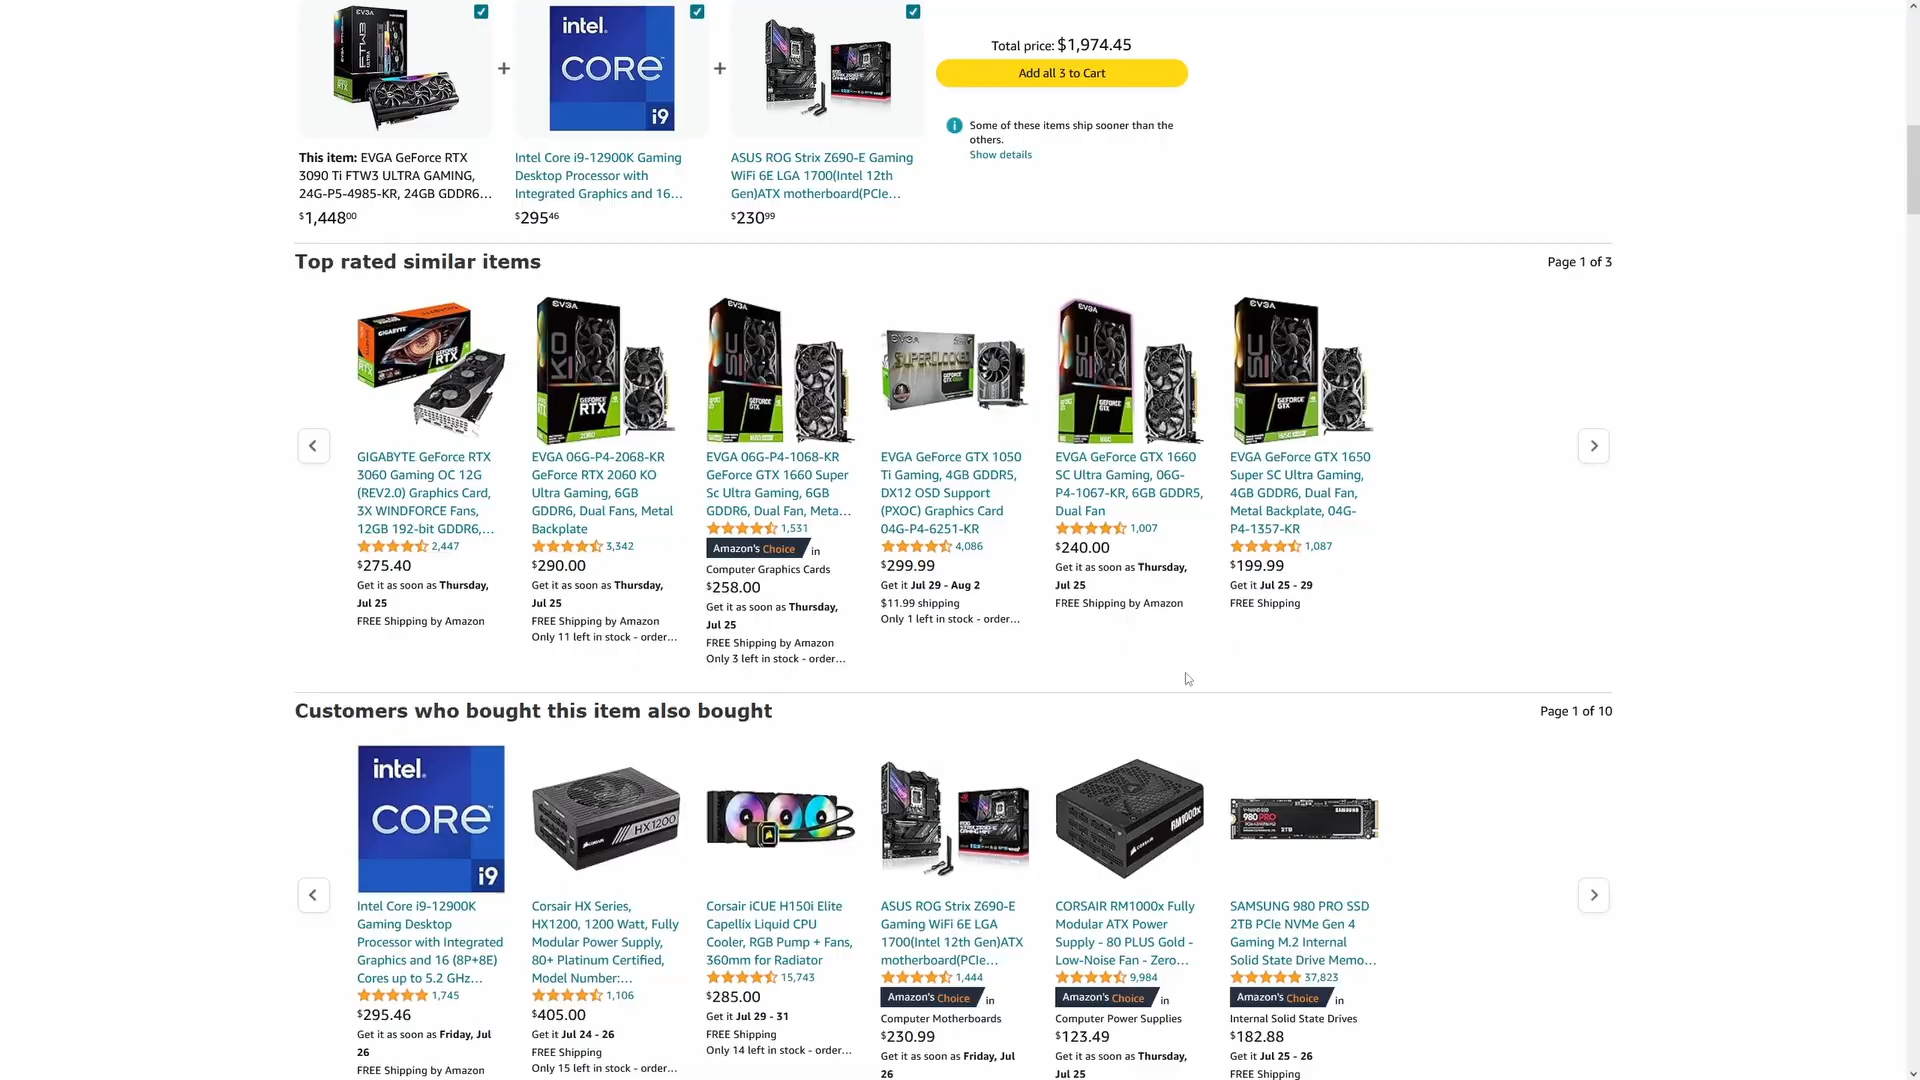 intel.
CORE
i9
Total price: $1,974.45
Add all 3 to Cart
Some of these items ship sooner than the
others.
Show details
This item: EVGA GeForce RTX
3090 Ti FTW3 ULTRA GAMING,
24G-P5-4985-KR, 24GB GDDR6...
$1,44800
Intel Core i9-12900K Gaming
Desktop Processor with
Integrated Graphics and 16...
$29546
ASUS ROG Strix Z690-E Gaming
WiFi 6E LGA 1700(Intel 12th
Gen)ATX motherboard(PCIe...
$23099
Top rated similar items
Page 1 of 3
GIGABYTE GeForce RTX
3060 Gaming OC 12G
(REV2.0) Graphics Card,
3X WINDFORCE Fans,
12GB 192-bit GDDR6,...
2,447
$275.40
Get it as soon as Thursday,
Jul 25
FREE Shipping by Amazon
EVGA 06G-P4-2068-KR
GeForce RTX 2060 KO
Ultra Gaming, 6GB
GDDR6, Dual Fans, Metal
Backplate
3,342
$290.00
Get it as soon as Thursday,
Jul 25
FREE Shipping by Amazon
Only 11 left in stock - order...
EVGA 06G-P4-1068-KR
GeForce GTX 1660 Super
Sc Ultra Gaming, 6GB
GDDR6, Dual Fan, Meta...
1,531
Amazon's Choice in
Computer Graphics Cards
$258.00
Get it as soon as Thursday,
Jul 25
FREE Shipping by Amazon
Only 3 left in stock - order...
EVGA GeForce GTX 1050
Ti Gaming, 4GB GDDR5,
DX12 OSD Support
(PXOC) Graphics Card
04G-P4-6251-KR
4,086
$299.99
Get it Jul 29 - Aug 2
$11.99 shipping
Only 1 left in stock - order...
EVGA GeForce GTX 1660
SC Ultra Gaming, 06G-
P4-1067-KR, 6GB GDDR5,
Dual Fan
1,007
$240.00
Get it as soon as Thursday,
Jul 25
FREE Shipping by Amazon
EVGA GeForce GTX 1650
Super SC Ultra Gaming,
4GB GDDR6, Dual Fan,
Metal Backplate, 04G-
P4-1357-KR
1,087
$199.99
Get it Jul 25 - 29
FREE Shipping
Customers who bought this item also bought
Page 1 of 10
intel.
CORE
i9
HX1200
RM1000x
SAMSUNG
980 PRO
2TB
Intel Core i9-12900K
Gaming Desktop
Processor with Integrated
Graphics and 16 (8P+8E)
Cores up to 5.2 GHz...
1,745
$295.46
Get it as soon as Friday, Jul
26
FREE Shipping by Amazon
Corsair HX Series,
HX1200, 1200 Watt, Fully
Modular Power Supply,
80+ Platinum Certified,
Model Number:...
1,106
$405.00
Get it Jul 24 - 26
FREE Shipping
Only 15 left in stock - order...
Corsair iCUE H150i Elite
Capellix Liquid CPU
Cooler, RGB Pump + Fans,
360mm for Radiator
15,743
$285.00
Get it Jul 29 - 31
FREE Shipping
Only 14 left in stock - order...
ASUS ROG Strix Z690-E
Gaming WiFi 6E LGA
1700(Intel 12th Gen)ATX
motherboard(PCIe...
1,444
Amazon's Choice in
Computer Motherboards
$230.99
Get it as soon as Friday, Jul
26
CORSAIR RM1000x Fully
Modular ATX Power
Supply - 80 PLUS Gold -
Low-Noise Fan - Zero...
9,984
Amazon's Choice in
Computer Power Supplies
$123.49
Get it as soon as Thursday,
Jul 25
SAMSUNG 980 PRO SSD
2TB PCIe NVMe Gen 4
Gaming M.2 Internal
Solid State Drive Memo...
37,823
Amazon's Choice in
Internal Solid State Drives
$182.88
Get it Jul 25 - 26
FREE Shipping